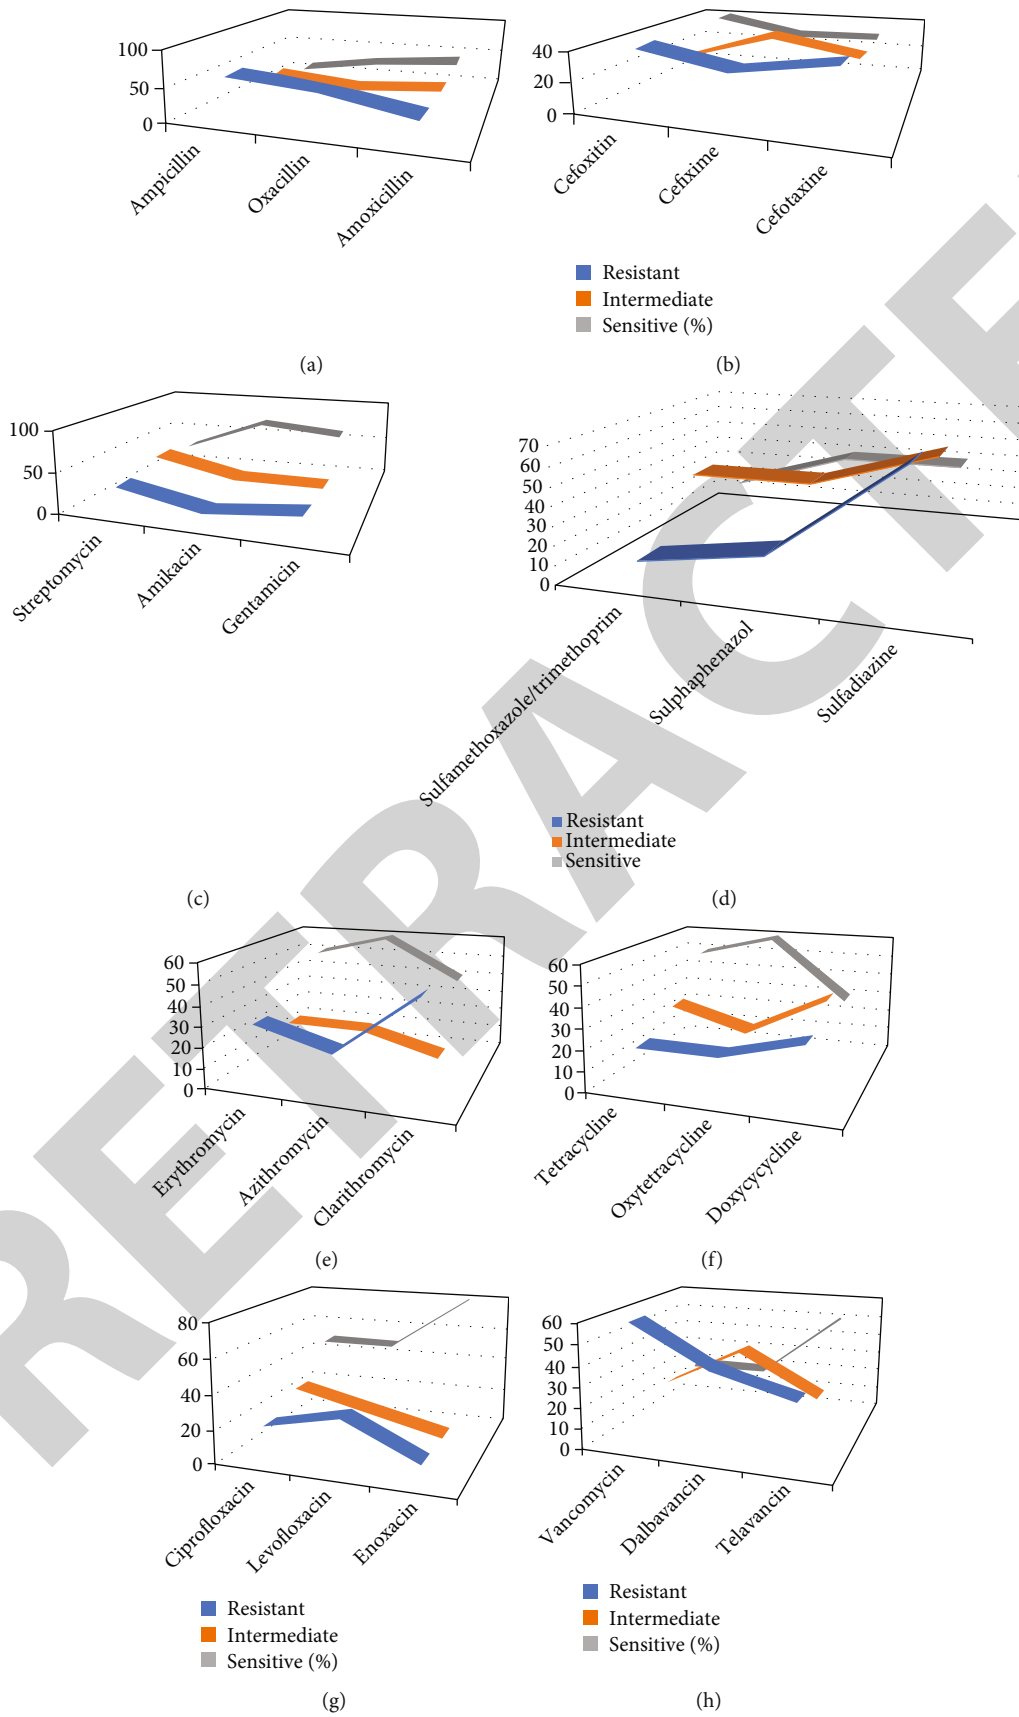 100
50
0
Ampicillin
Oxacillin
Amoxicillin
40
20
0
Cefoxitin
Cefixime
Cefotaxine
Resistant
Intermediate
Sensitive (%)
(a)
(b)
100
50
0
Streptomycin
Amikacin
Gentamicin
70
60
50
40
30
20
10
0
Sulfamethoxazole/trimethoprim
Sulphaphenazol
Sulfadiazine
Resistant
Intermediate
Sensitive
(c)
(d)
60
50
40
30
20
10
0
Erythromycin
Azithromycin
Clarithromycin
60
50
40
30
20
10
0
Tetracycline
Oxytetracycline
Doxycycycline
(e)
(f)
80
60
40
20
0
Ciprofloxacin
Levofloxacin
Enoxacin
Resistant
Intermediate
Sensitive (%)
60
50
40
30
20
10
0
Vancomycin
Dalbavancin
Telavancin
Resistant
Intermediate
Sensitive (%)
(g)
(h)
RETRACTE